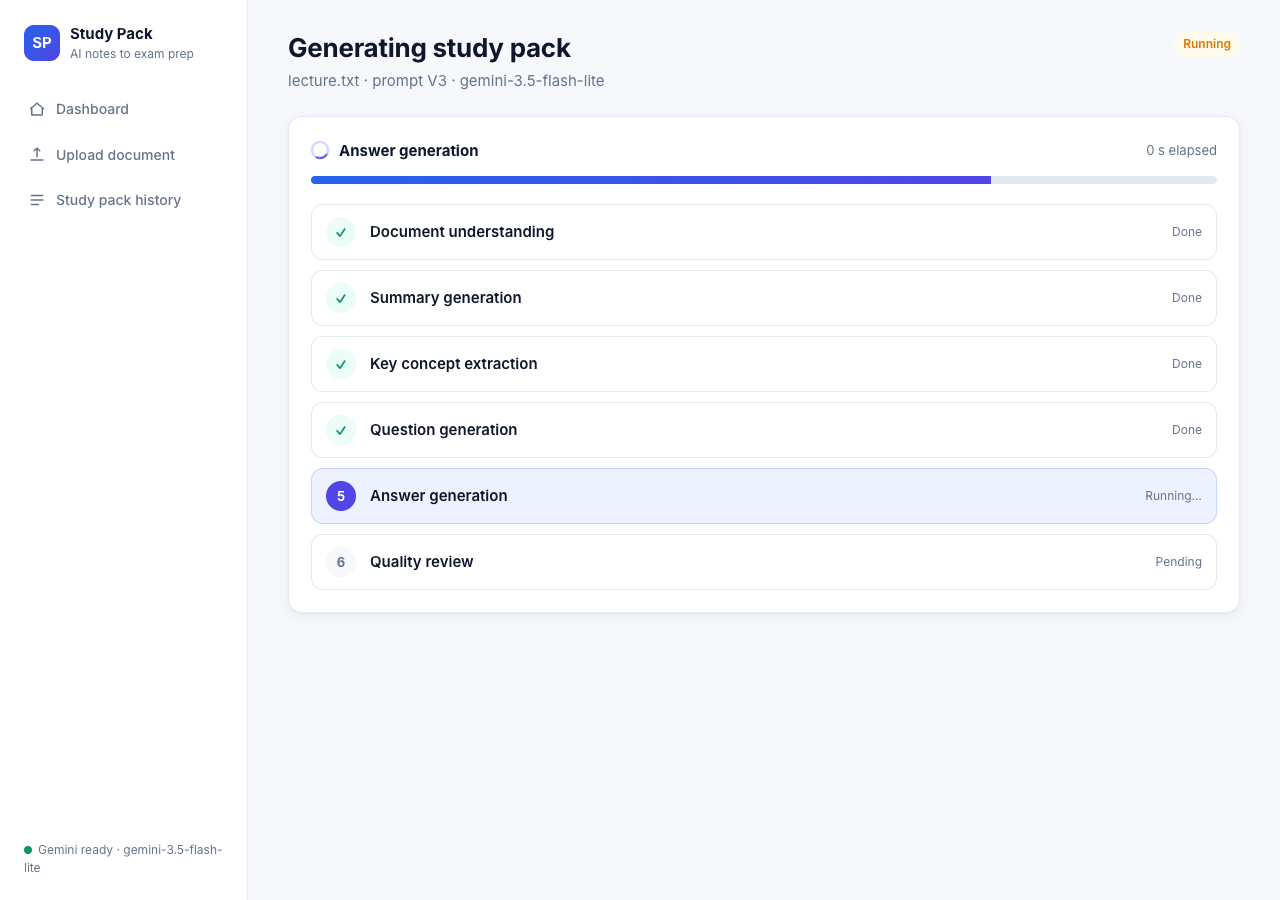 SP
Study Pack
AI notes to exam prep
Dashboard
Upload document
Study pack history
Gemini ready · gemini-3.5-flash-
lite
Generating study pack
Running
lecture.txt · prompt V3 · gemini-3.5-flash-lite
Answer generation
0 s elapsed
Document understanding
Done
Summary generation
Done
Key concept extraction
Done
Question generation
Done
5
Answer generation
Running...
6
Quality review
Pending